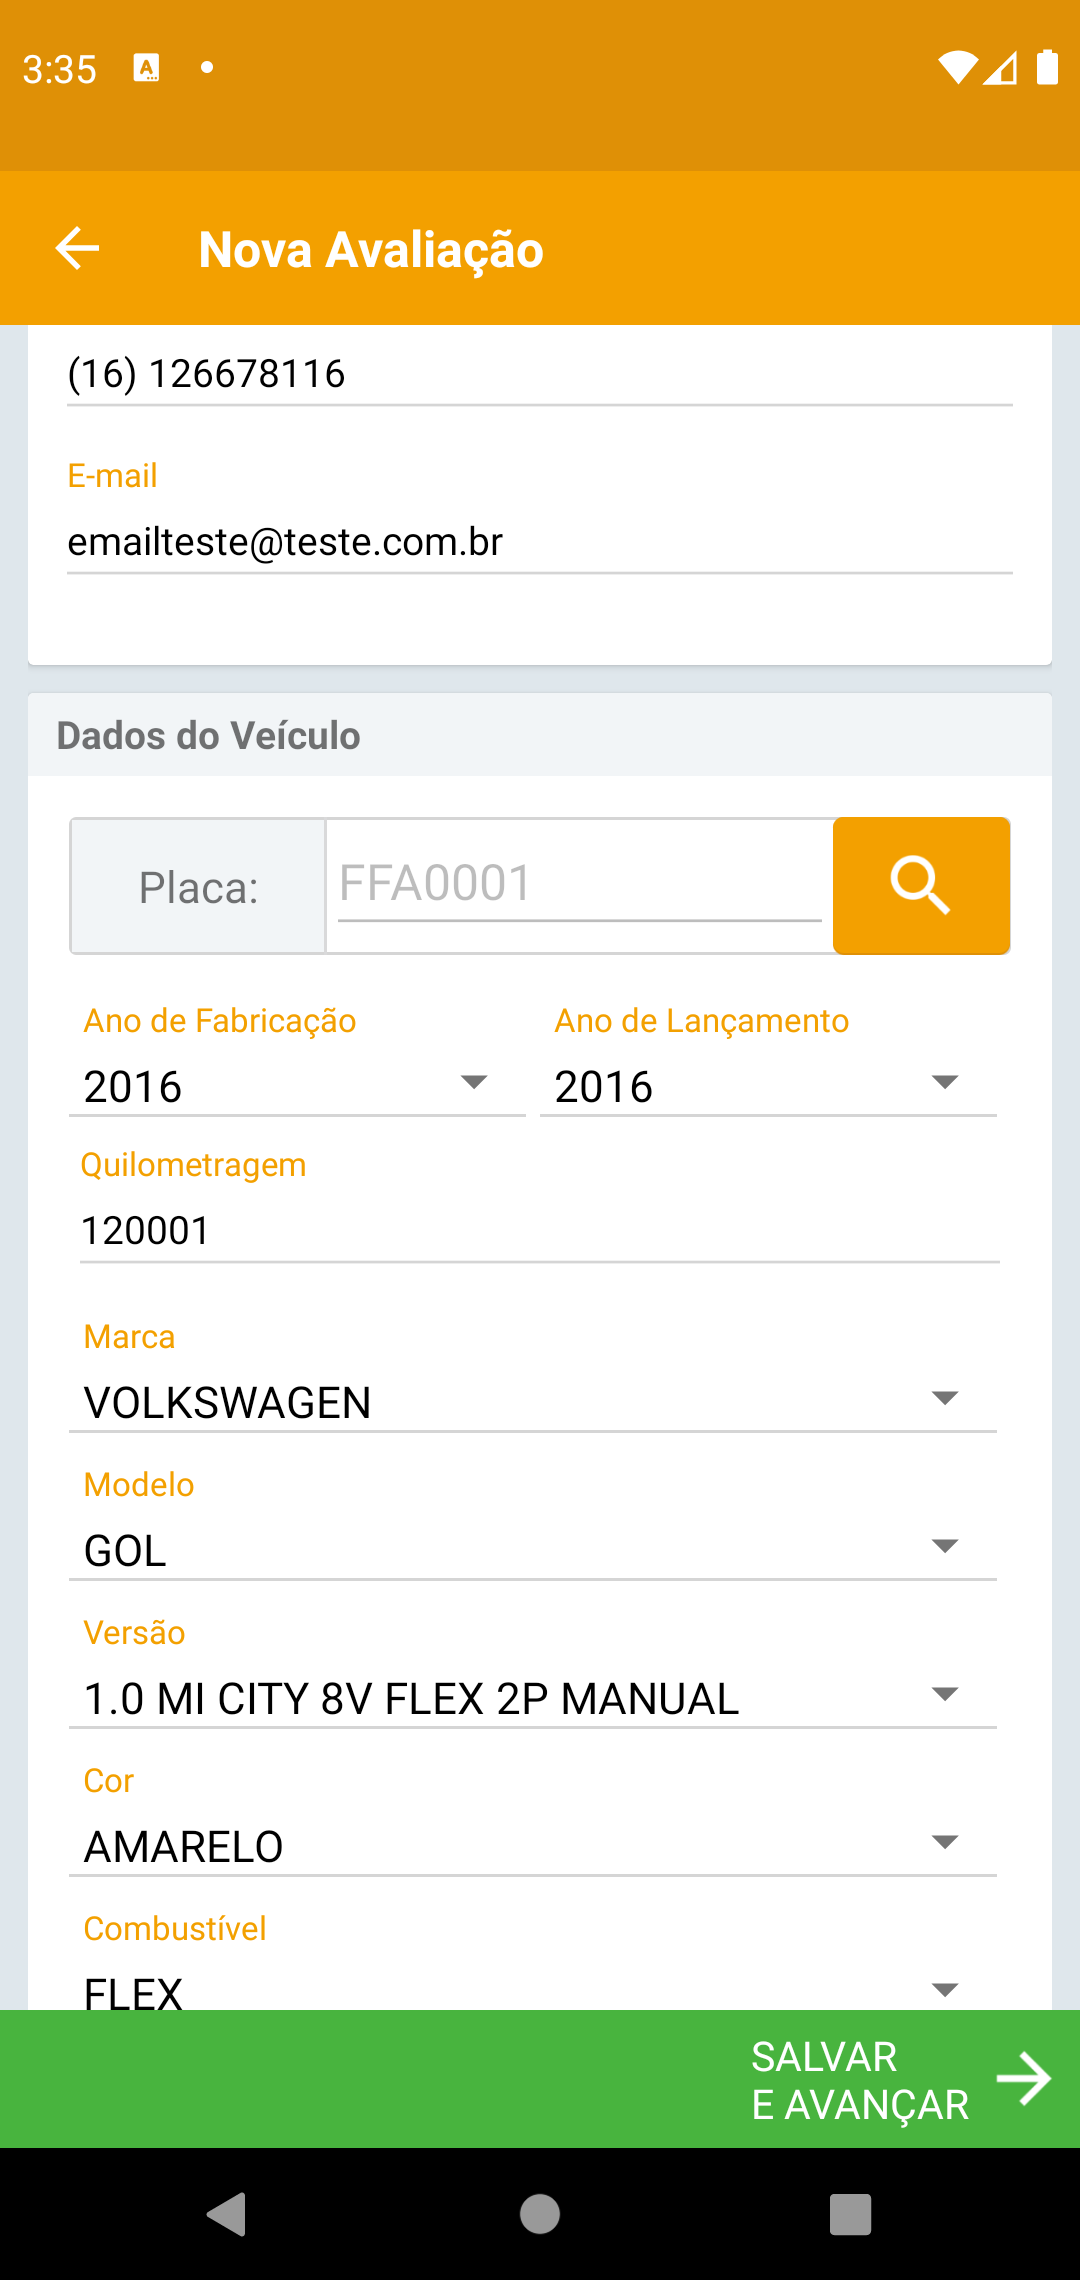 3:35
Nova Avaliação
(16) 126678116
E-mail
emailteste@teste.com.br
Dados do Veículo
Placa:
FFA0001
Ano de Fabricação
Ano de Lançamento
2016
2016
Quilometragem
120001
Marca
VOLKSWAGEN
Modelo
GOL
Versão
1.0 MI CITY 8V FLEX 2P MANUAL
Cor
AMARELO
Combustível
FLEX
SALVAR
E AVANÇAR